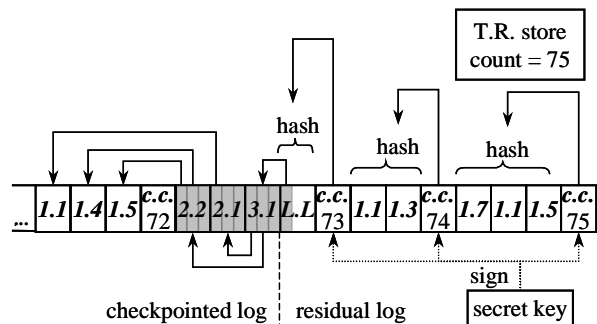 T.R. store
count = 75
hash
hash
hash
... 1.1 1.4 1.5 c.c. 72 2.2 2.1 3.1 L.L c.c. 73 1.1 1.3 c.c. 74 1.7 1.1 1.5 c.c. 75
sign
checkpointed log
residual log
secret key